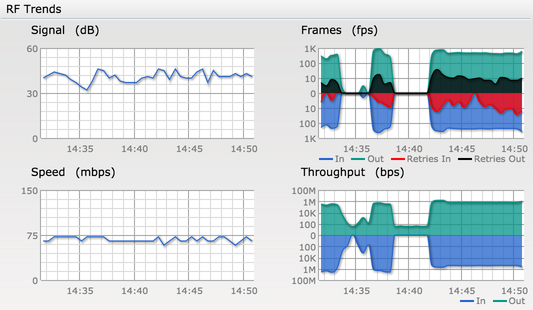 RF Trends
Signal (dB)
60
30
0
14:35 14:40 14:45 14:50
Frames (fps)
1K
100
10
0
10
100
1K
14:35 14:40 14:45 14:50
In Out Retries In Retries Out
Speed (mbps)
150
75
0
14:35 14:40 14:45 14:50
Throughput (bps)
100M
1M
100K
10K
0
10K
100K
1M
100M
14:35 14:40 14:45 14:50
In Out